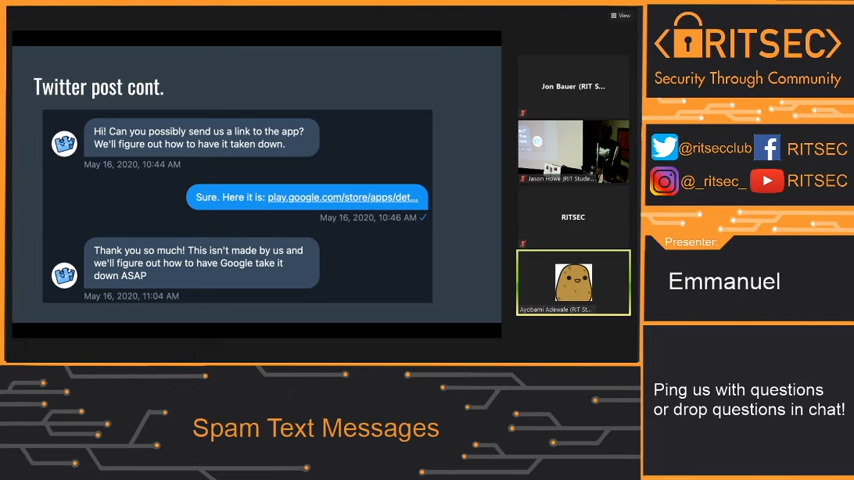 View
Twitter post cont.
Hi! Can you possibly send us a link to the app?
We'll figure out how to have it taken down.
May 16, 2020, 10:44 AM
Sure. Here it is: play.google.com/store/apps/det...
May 16, 2020, 10:46 AM
Thank you so much! This isn't made by us and
we'll figure out how to have Google take it
down ASAP
May 16, 2020, 11:04 AM
Jon Bauer (RIT S...
Jason Howe (RIT Stude...
RITSEC
Ayobami Adewale (RIT St...
<RITSEC>
Security Through Community
@ritsecclub
RITSEC
@_ritsec_
RITSEC
Presenter:
Emmanuel
Ping us with questions
or drop questions in chat!
Spam Text Messages